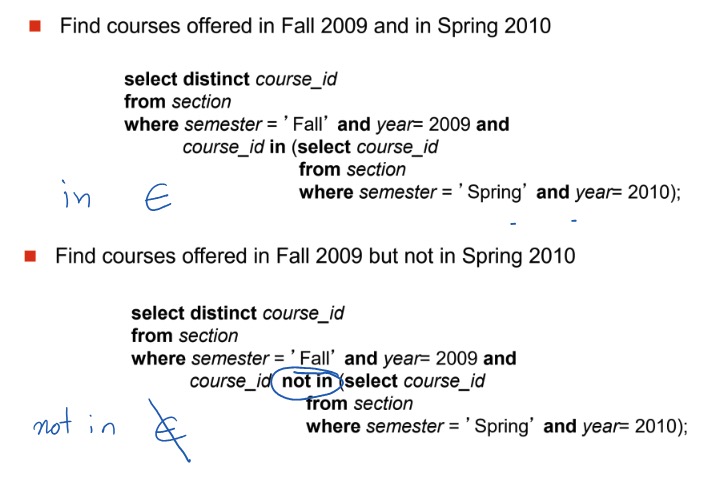 Find courses offered in Fall 2009 and in Spring 2010
select distinct course_id
from section
where semester = ’Fall’ and year= 2009 and
course_id in (select course_id
from section
where semester = ’Spring’ and year= 2010);
in ∈
Find courses offered in Fall 2009 but not in Spring 2010
select distinct course_id
from section
where semester = ’Fall’ and year= 2009 and
course_id not in (select course_id
from section
where semester = ’Spring’ and year= 2010);
not in ∉